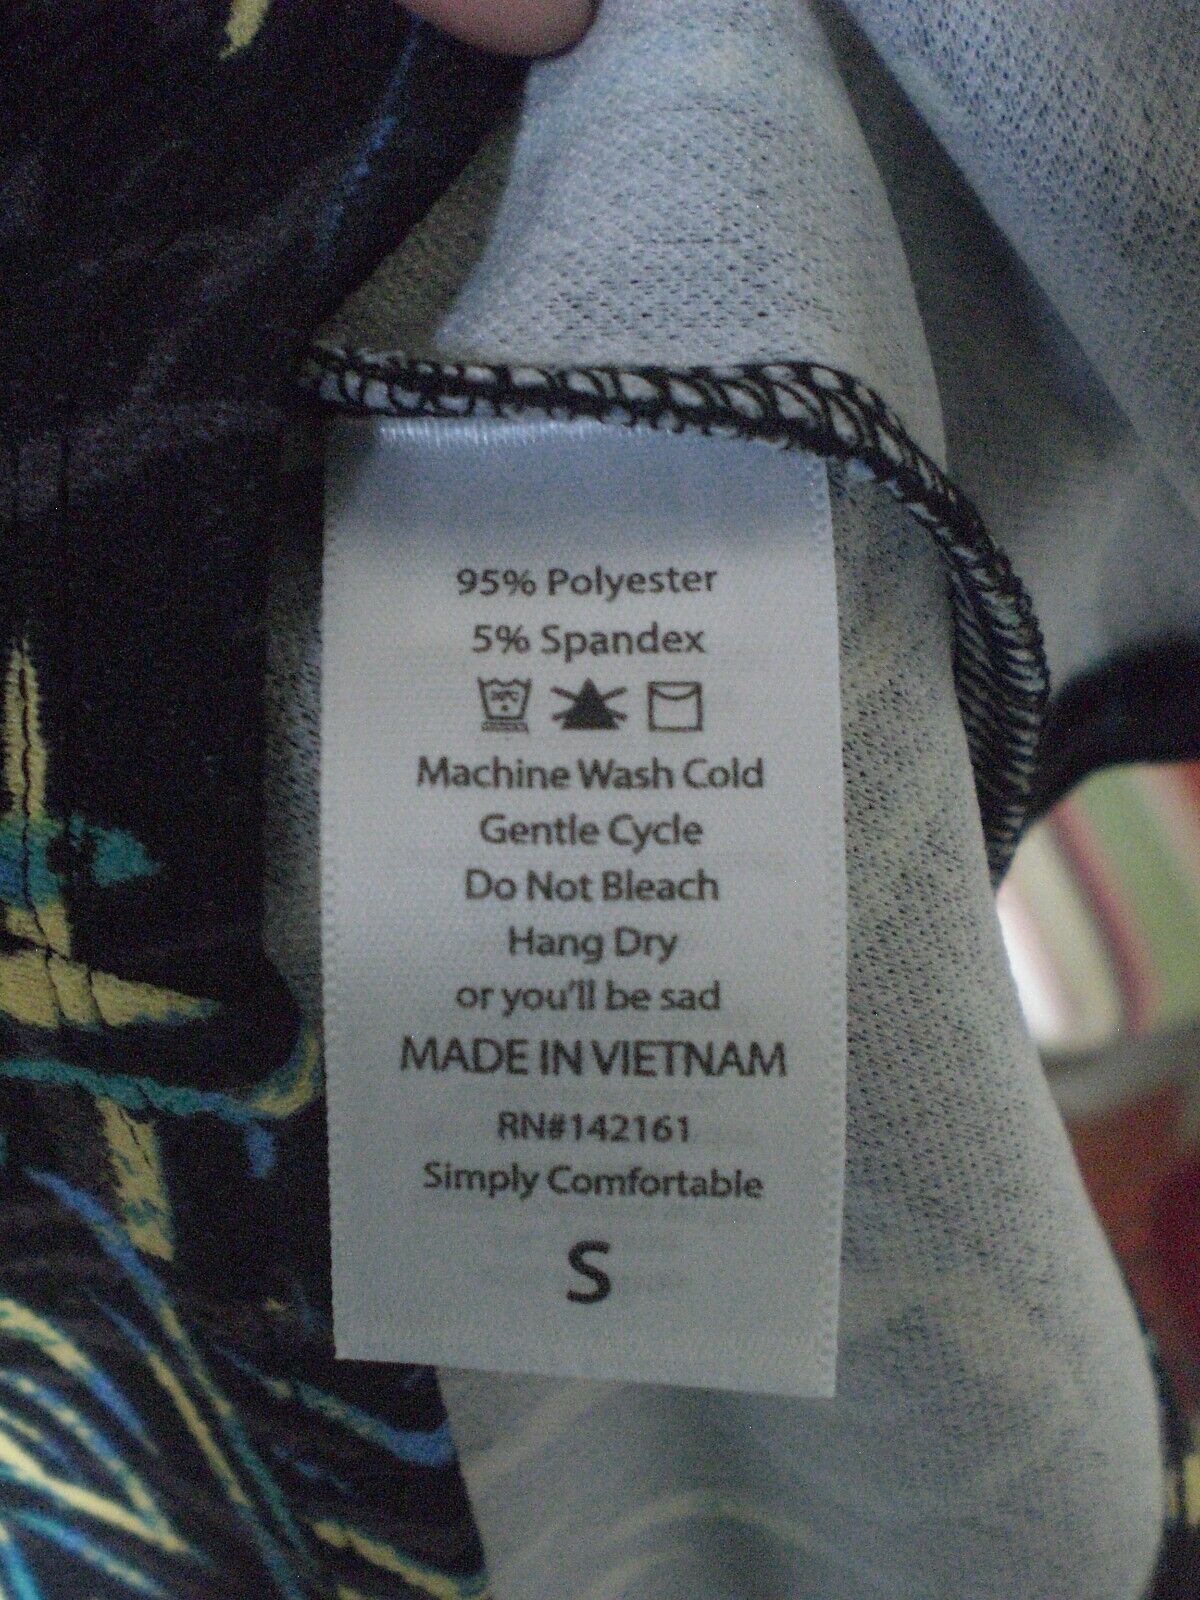 95% Polyester
5% Spandex
Machine Wash Cold
Gentle Cycle
Do Not Bleach
Hang Dry
or you'll be sad
MADE IN VIETNAM
RN#142161
Simply Comfortable
S